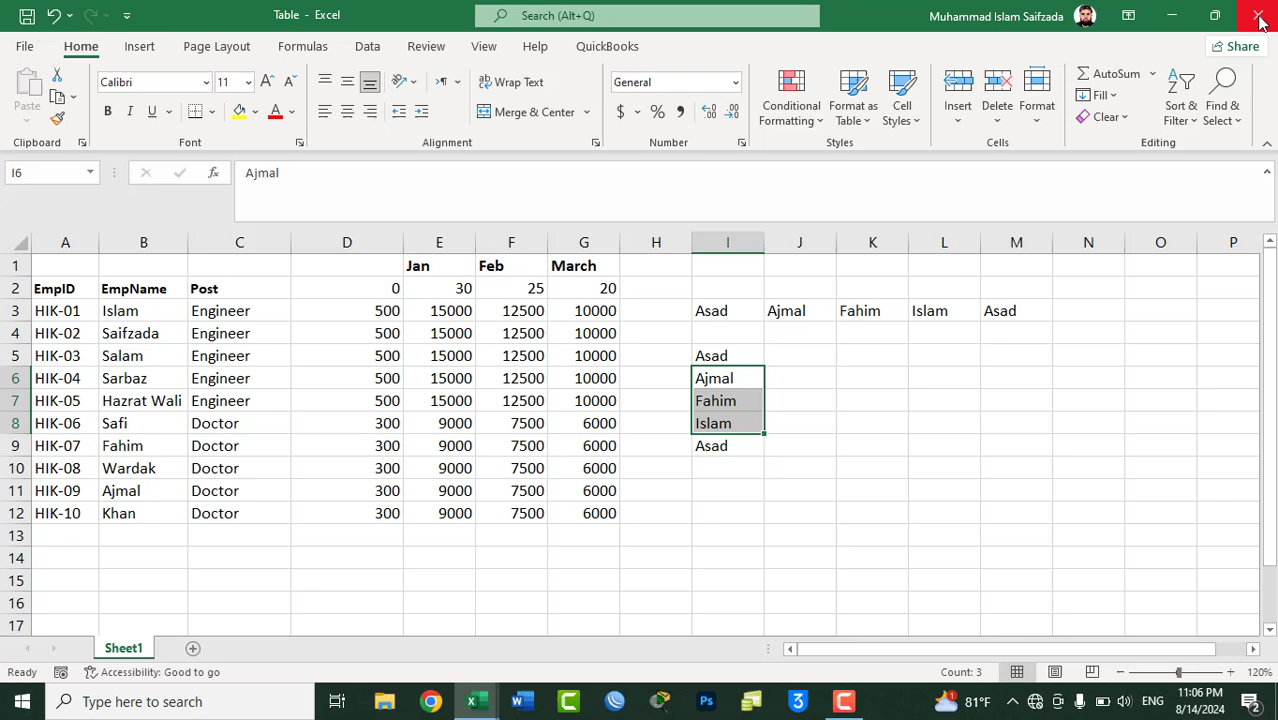 Table - Excel
Search (Alt+Q)
Muhammad Islam Saifzada
File Home Insert Page Layout Formulas Data Review View Help QuickBooks Share
Paste
Calibri 11
Wrap Text
General
Conditional Formatting
Format as Table
Cell Styles
Insert Delete Format
AutoSum
Fill
Clear
Sort & Filter
Find & Select
B I U A
Merge & Center
$ % ,
Clipboard Font Alignment Number Styles Cells Editing
I6 fx Ajmal
A B C D E F G H I J K L M N O P
1 Jan Feb March
2 EmpID EmpName Post 0 30 25 20
3 HIK-01 Islam Engineer 500 15000 12500 10000 Asad Ajmal Fahim Islam Asad
4 HIK-02 Saifzada Engineer 500 15000 12500 10000
5 HIK-03 Salam Engineer 500 15000 12500 10000 Asad
6 HIK-04 Sarbaz Engineer 500 15000 12500 10000 Ajmal
7 HIK-05 Hazrat Wali Engineer 500 15000 12500 10000 Fahim
8 HIK-06 Safi Doctor 300 9000 7500 6000 Islam
9 HIK-07 Fahim Doctor 300 9000 7500 6000 Asad
10 HIK-08 Wardak Doctor 300 9000 7500 6000
11 HIK-09 Ajmal Doctor 300 9000 7500 6000
12 HIK-10 Khan Doctor 300 9000 7500 6000
13
14
15
16
17
Sheet1
Ready Accessibility: Good to go Count: 3 120%
Type here to search
81°F ENG 11:06 PM
8/14/2024